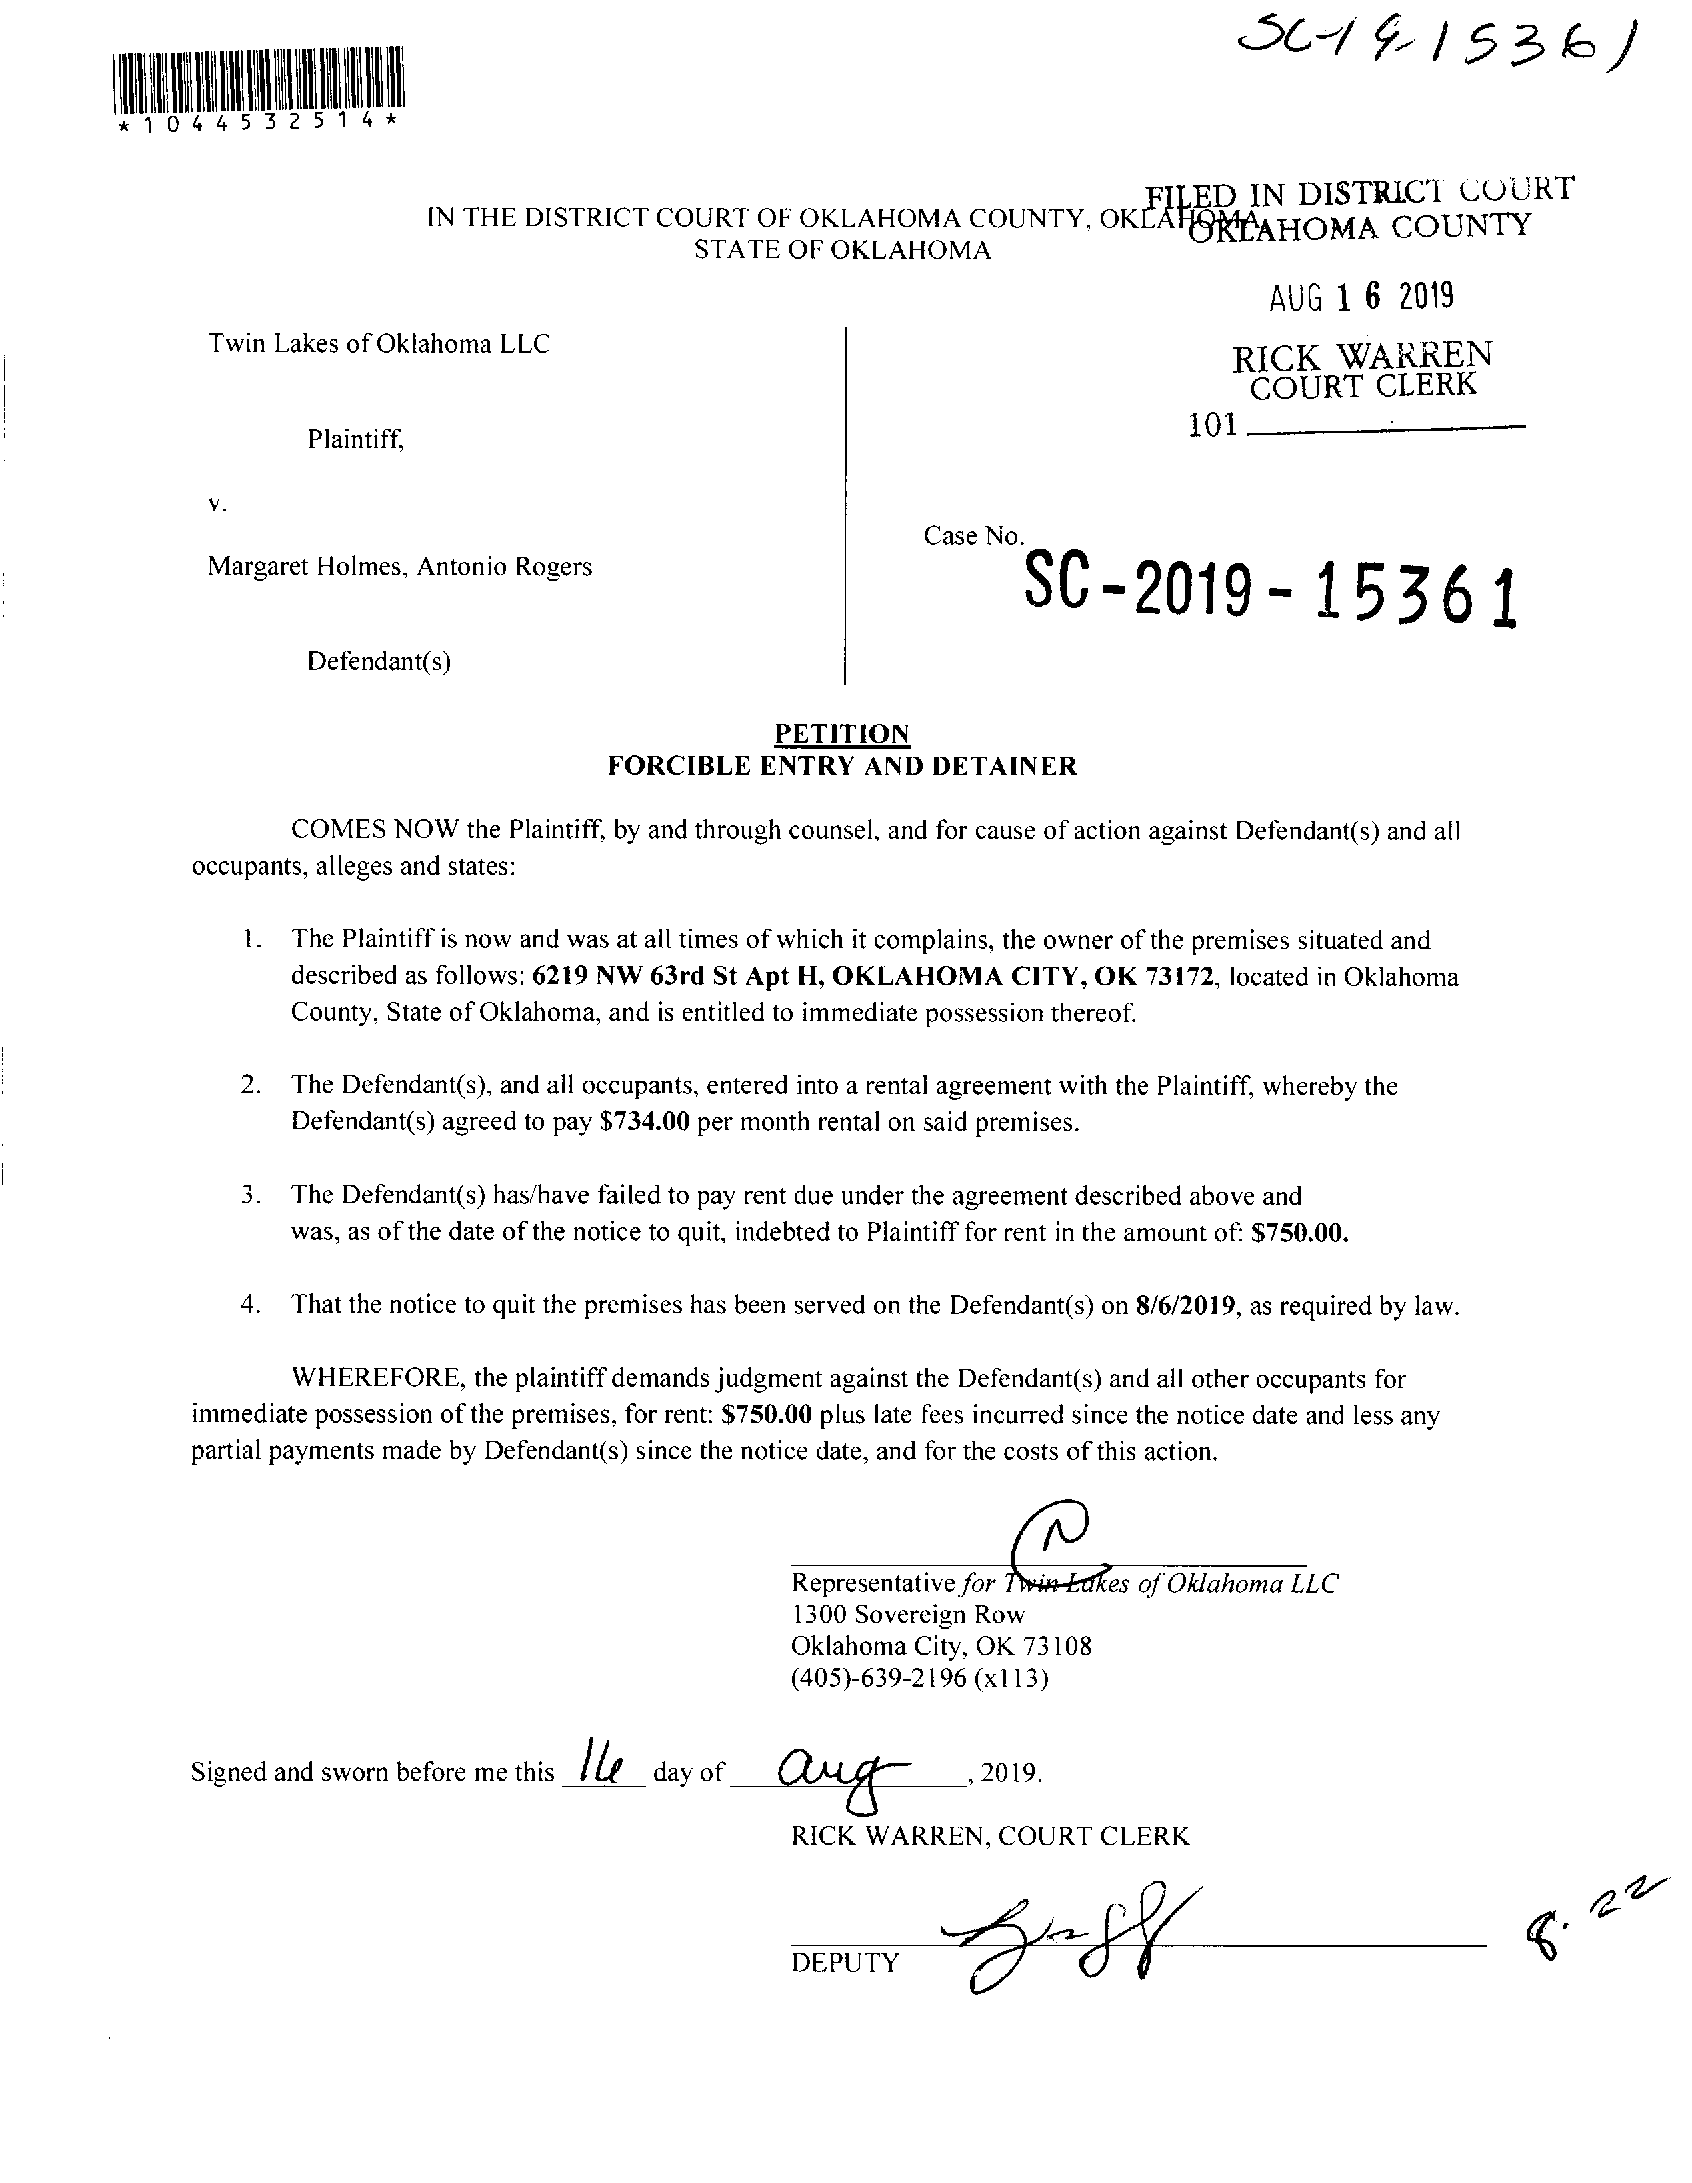 SC-19-15361
*1044532514*
FILED IN DISTRICT COURT
OKLAHOMA COUNTY
IN THE DISTRICT COURT OF OKLAHOMA COUNTY, OKLAHOMA
STATE OF OKLAHOMA
AUG 16 2019
RICK WARREN
COURT CLERK
101
Twin Lakes of Oklahoma LLC
Plaintiff,
v.
Case No.
SC-2019-15361
Margaret Holmes, Antonio Rogers
Defendant(s)
PETITION
FORCIBLE ENTRY AND DETAINER
COMES NOW the Plaintiff, by and through counsel, and for cause of action against Defendant(s) and all
occupants, alleges and states:
1. The Plaintiff is now and was at all times of which it complains, the owner of the premises situated and
described as follows: 6219 NW 63rd St Apt H, OKLAHOMA CITY, OK 73172, located in Oklahoma
County, State of Oklahoma, and is entitled to immediate possession thereof.
2. The Defendant(s), and all occupants, entered into a rental agreement with the Plaintiff, whereby the
Defendant(s) agreed to pay $734.00 per month rental on said premises.
3. The Defendant(s) has/have failed to pay rent due under the agreement described above and
was, as of the date of the notice to quit, indebted to Plaintiff for rent in the amount of: $750.00.
4. That the notice to quit the premises has been served on the Defendant(s) on 8/6/2019, as required by law.
WHEREFORE, the plaintiff demands judgment against the Defendant(s) and all other occupants for
immediate possession of the premises, for rent: $750.00 plus late fees incurred since the notice date and less any
partial payments made by Defendant(s) since the notice date, and for the costs of this action.
Representative for Twin Lakes of Oklahoma LLC
1300 Sovereign Row
Oklahoma City, OK 73108
(405)-639-2196 (x113)
Signed and sworn before me this 16 day of Aug, 2019.
RICK WARREN, COURT CLERK
8.22
DEPUTY